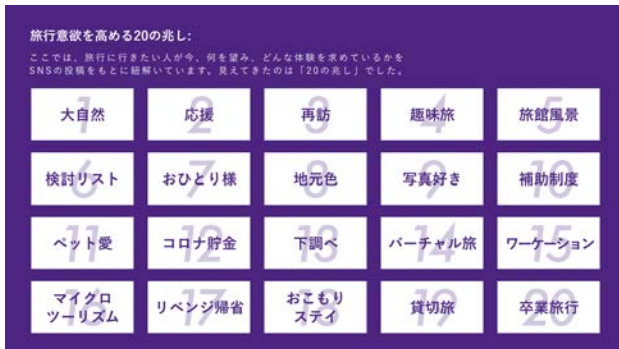 旅行意欲を高める20の兆し:
ここでは、旅行に行きたい人が今、何を望み、どんな体験を求めているかを
SNSの投稿をもとに紐解いています。見えてきたのは「20の兆し」でした。
1 大自然
2 応援
3 再訪
4 趣味旅
5 旅館風景
6 検討リスト
7 おひとり様
8 地元色
9 写真好き
10 補助制度
11 ペット愛
12 コロナ貯金
13 下調べ
14 バーチャル旅
15 ワーケーション
16 マイクロ
ツーリズム
17 リベンジ帰省
18 おこもり
ステイ
19 貸切旅
20 卒業旅行